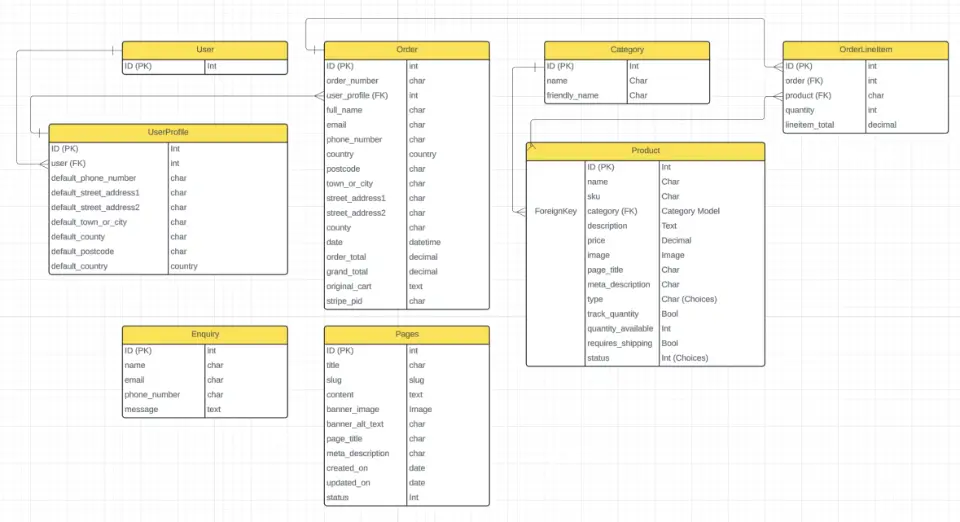 User
ID (PK) Int
Order
ID (PK) int
order_number char
user_profile (FK) int
full_name char
email char
phone_number char
country country
postcode char
town_or_city char
street_address1 char
street_address2 char
county char
date datetime
order_total decimal
grand_total decimal
original_cart text
stripe_pid char
Category
ID (PK) Int
name Char
friendly_name Char
OrderLineItem
ID (PK) int
order (FK) int
product (FK) char
quantity int
lineitem_total decimal
UserProfile
ID (PK) Int
user (FK) int
default_phone_number char
default_street_address1 char
default_street_address2 char
default_town_or_city char
default_county char
default_postcode char
default_country country
Product
ID (PK) Int
name Char
sku Char
ForeignKey category (FK) Category Model
description Text
price Decimal
image Image
page_title Char
meta_description Char
type Char (Choices)
track_quantity Bool
quantity_available Int
requires_shipping Bool
status Int (Choices)
Enquiry
ID (PK) int
name char
email char
phone_number char
message text
Pages
ID (PK) int
title char
slug slug
content text
banner_image Image
banner_alt_text char
page_title char
meta_description char
created_on date
updated_on date
status Int